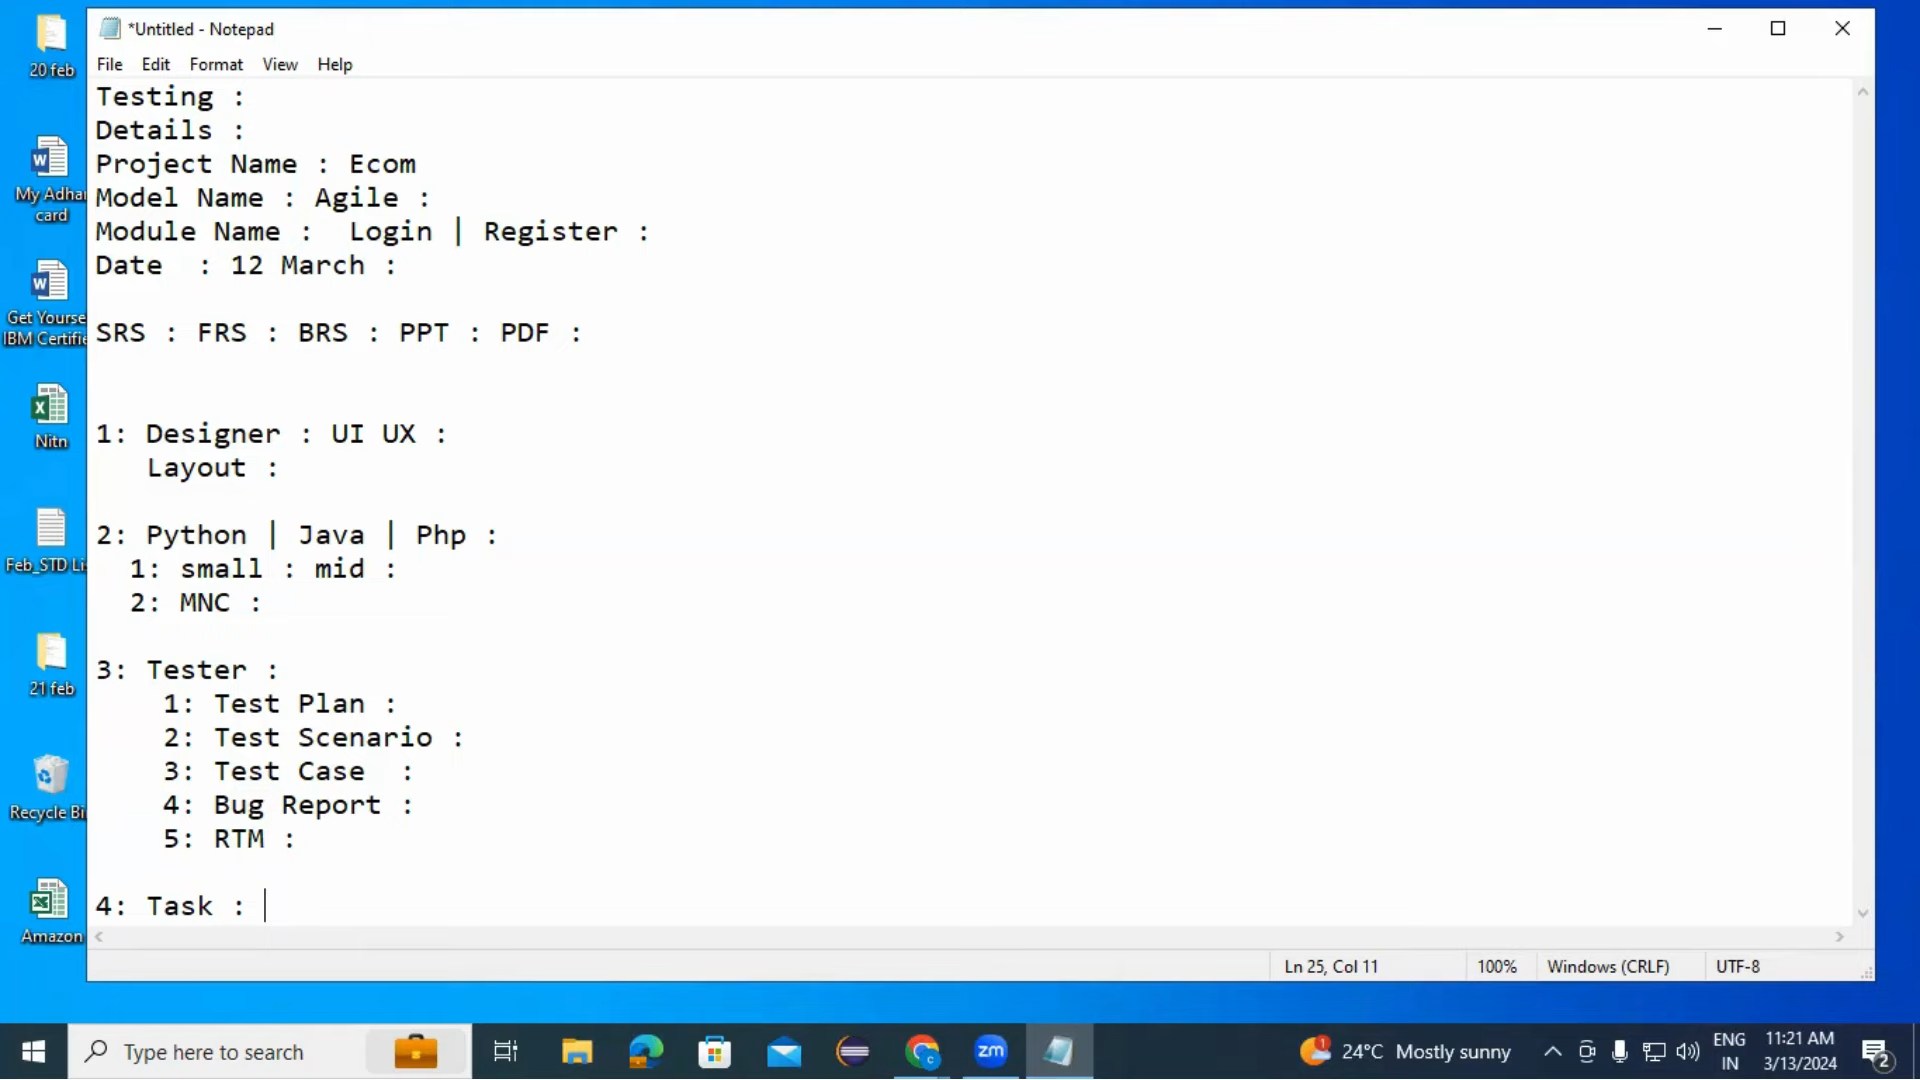 *Untitled - Notepad
File Edit Format View Help
Testing :
Details :
Project Name : Ecom
Model Name : Agile :
Module Name :  Login | Register :
Date  : 12 March :
SRS : FRS : BRS : PPT : PDF :
1: Designer : UI UX :
Layout :
2: Python | Java | Php :
1: small : mid :
2: MNC :
3: Tester :
1: Test Plan :
2: Test Scenario :
3: Test Case  :
4: Bug Report :
5: RTM :
4: Task :
Ln 25, Col 11
100%
Windows (CRLF)
UTF-8
20 feb
My Adha
card
Get Yourse
IBM Certifi
Nitn
Feb_STD Li
21 feb
Recycle Bi
Amazon
Type here to search
zm
24°C Mostly sunny
ENG
IN
11:21 AM
3/13/2024
2